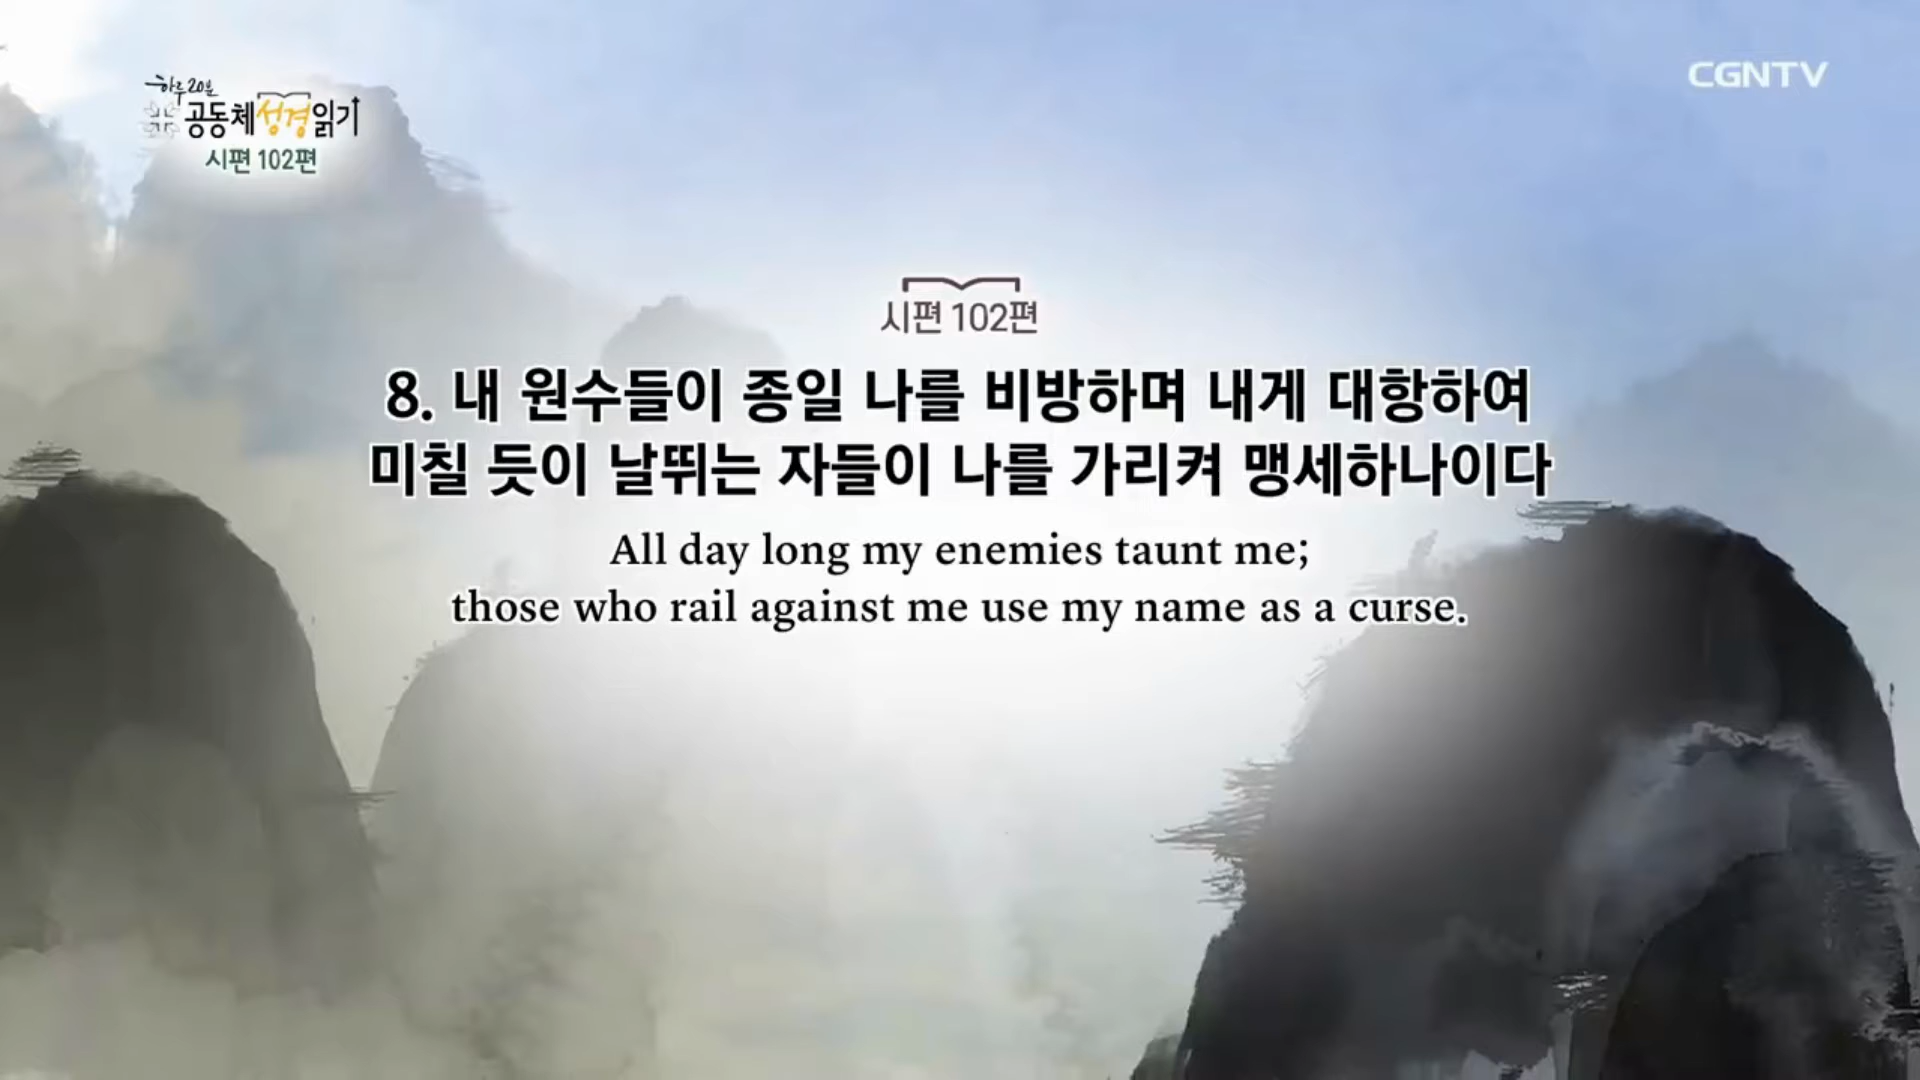 하루 20분
공동체성경읽기
시편 102편
CGNTV
시편 102편
8. 내 원수들이 종일 나를 비방하며 내게 대항하여
미칠 듯이 날뛰는 자들이 나를 가리켜 맹세하나이다
All day long my enemies taunt me;
those who rail against me use my name as a curse.